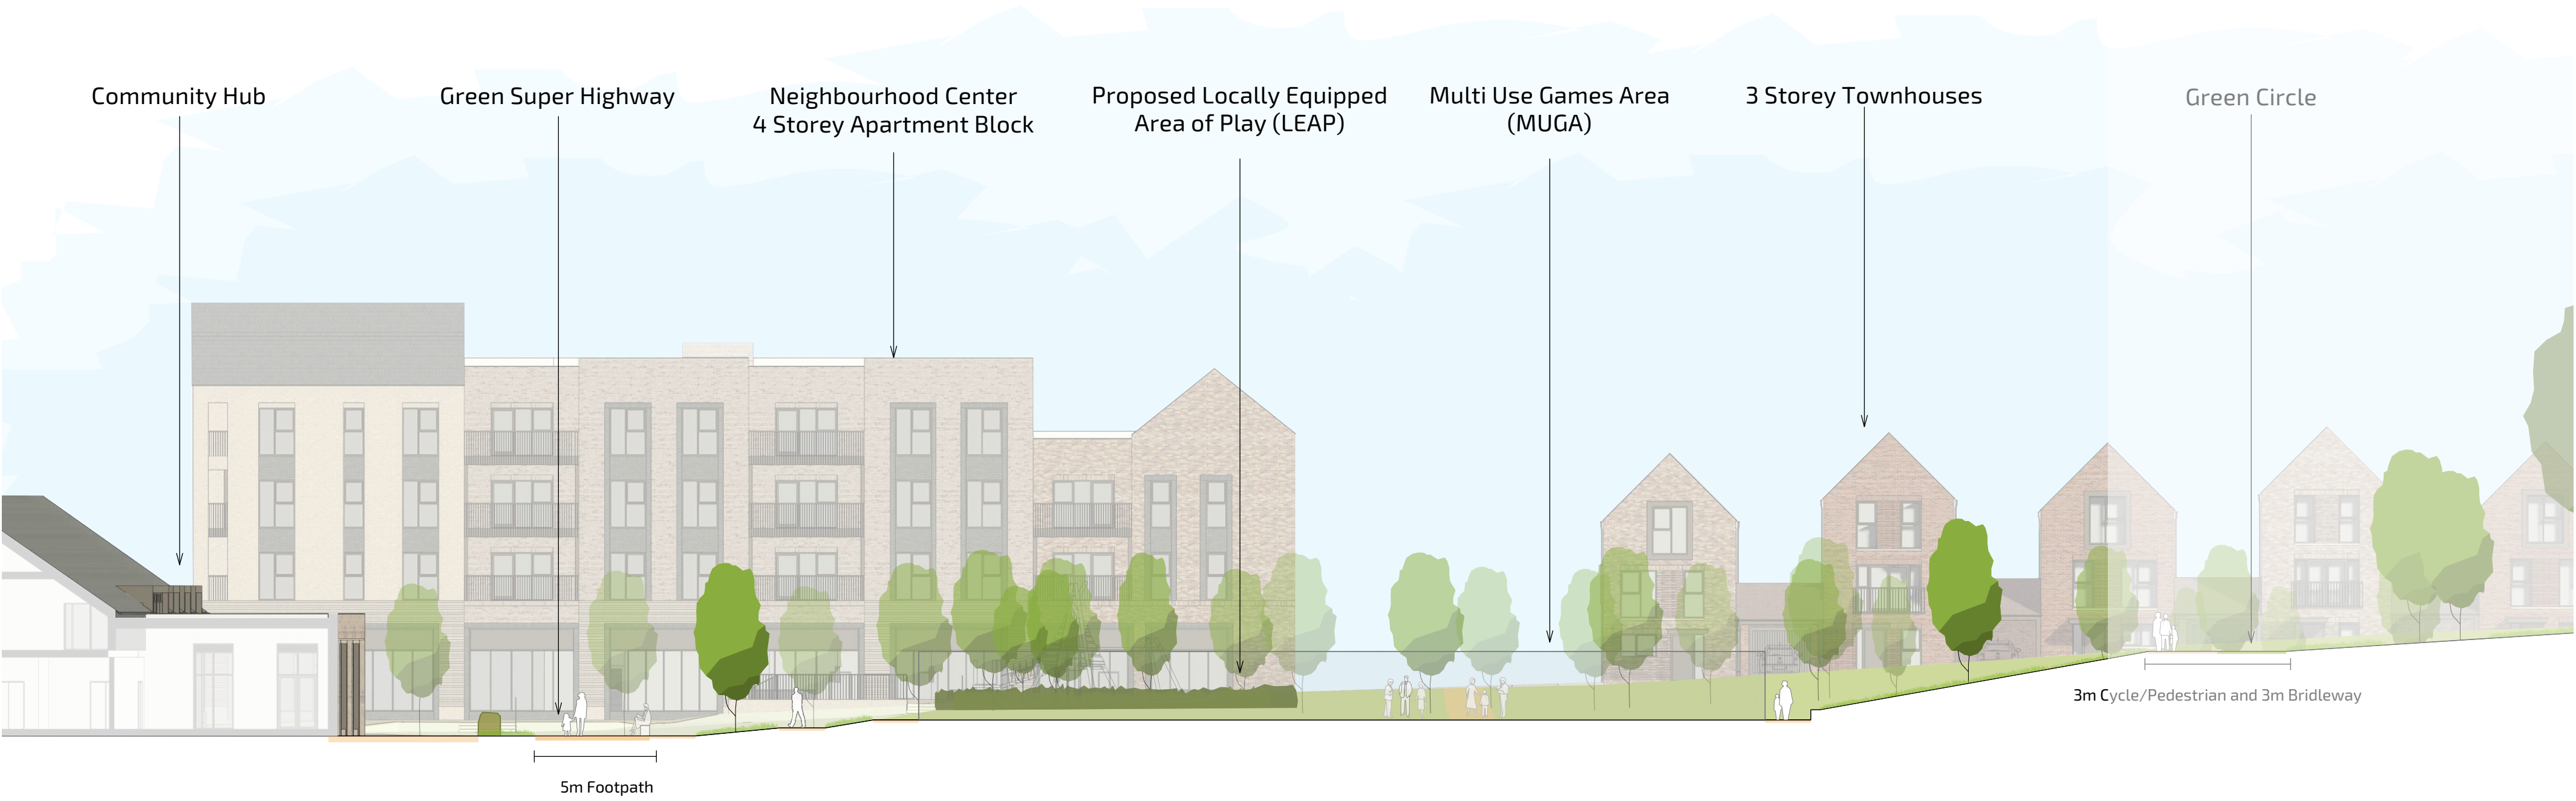 Community Hub
Green Super Highway
Neighbourhood Center
4 Storey Apartment Block
Proposed Locally Equipped
Area of Play (LEAP)
Multi Use Games Area
(MUGA)
3 Storey Townhouses
Green Circle
3m Cycle/Pedestrian and 3m Bridleway
5m Footpath